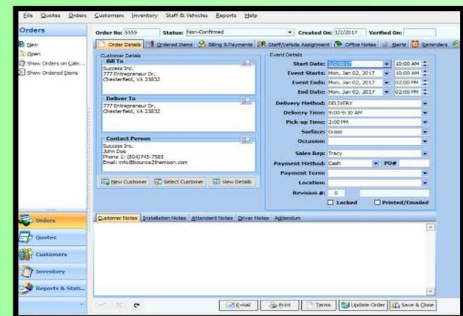 File Quotes Orders Customers Inventory Staff & Vehicles Reports Help
Orders
New
Open
Show Orders on Cale...
Show Ordered Items
Order No: 5959 Status: Non-Confirmed Created On: 1/2/2017 Verified On:
Order Details Ordered Items Billing & Payments Staff/Vehicle Assignment Office Notes Alerts Reminders
Customer Details
Bill To
Success Inc.
777 Entrepreneur Dr.
Chesterfield, VA 23832
Deliver To
Success Inc.
777 Entrepreneur Dr.
Chesterfield, VA 23832
Contact Person
Success Inc.
John Doe
Phone 1: (804)745-7583
Email: info@bounce2themoon.com
New Customer Select Customer View Details
Event Details
Start Date: 1/2/2017 10:00 AM
Event Starts: Mon, Jan 02, 2017 10:00 AM
Event Ends: Mon, Jan 02, 2017 02:00 PM
End Date: Mon, Jan 02, 2017 02:00 PM
Delivery Method: DELIVERY
Delivery Time: 9:00-9:30 AM
Pick-up Time: 2:00 PM
Surface: Grass
Occasion:
Sales Rep: Tracy
Payment Method: Cash PO#
Payment Term:
Location:
Revision #: 0
Locked Printed/Emailed
Customer Notes Installation Notes Attendant Notes Driver Notes Addendum
Orders
Quotes
Customers
Inventory
Reports & Stati...
E-mail Print Terms Update Order Save & Close